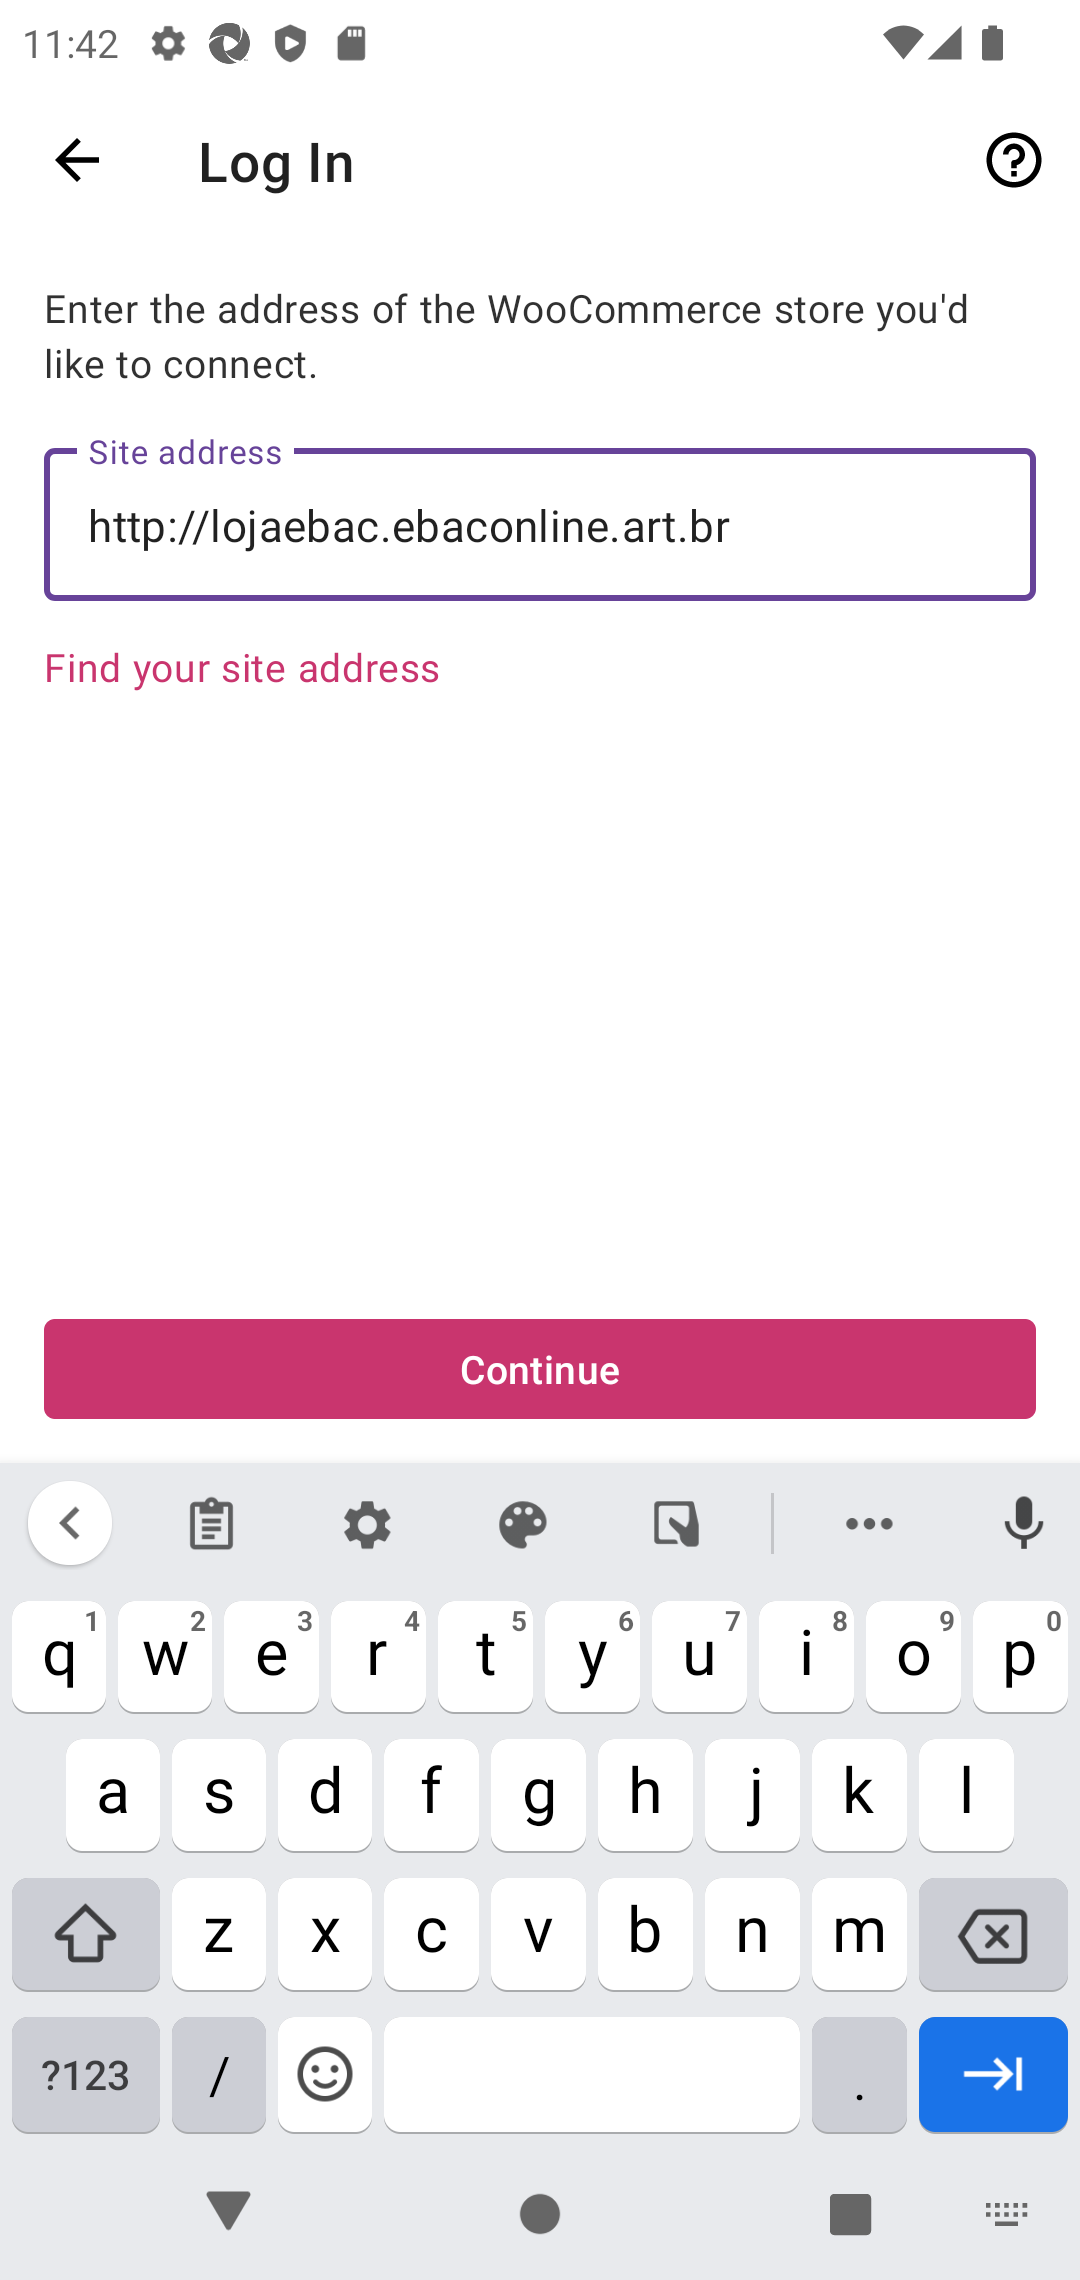 11:42
Log In
Enter the address of the WooCommerce store you'd
like to connect.
Site address
http://lojaebac.ebaconline.art.br
Find your site address
Continue
1 2 3 4 5 6 7 8 9 0
q w e r t y u i o p
a s d f g h j k l
z x c v b n m
?123 / .